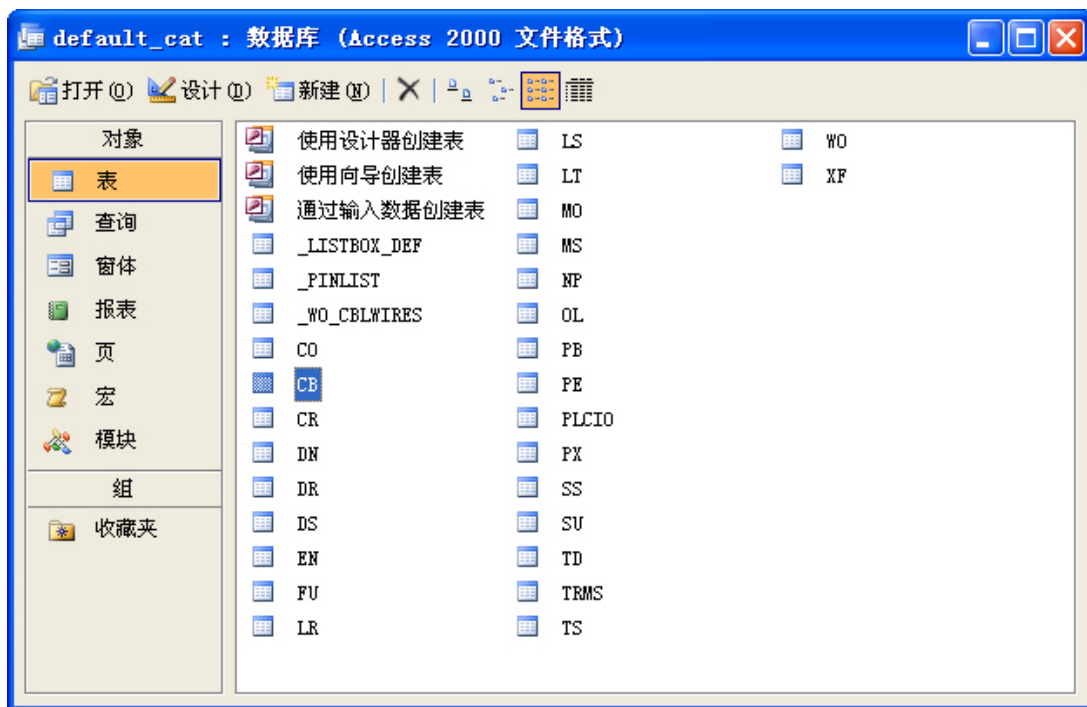 default_cat : 数据库 (Access 2000 文件格式)
打开(O) 设计(D) 新建(N)
对象
表
查询
窗体
报表
页
宏
模块
组
收藏夹
使用设计器创建表
使用向导创建表
通过输入数据创建表
_LISTBOX_DEF
_PINLIST
_WO_CBLWIRES
CO
CB
CR
DN
DR
DS
EN
FU
LR
LS
LT
MO
MS
NP
OL
PB
PE
PLCIO
PX
SS
SU
TD
TRMS
TS
WO
XF